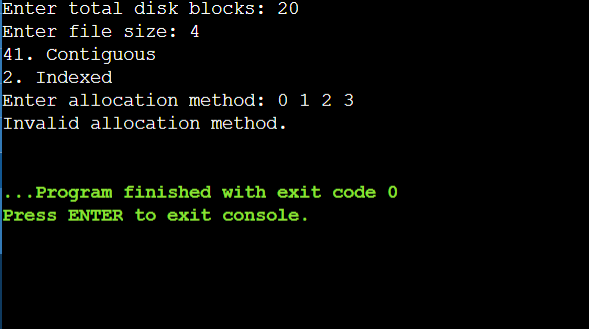 Enter total disk blocks: 20
Enter file size: 4
41. Contiguous
2. Indexed
Enter allocation method: 0 1 2 3
Invalid allocation method.
...Program finished with exit code 0
Press ENTER to exit console.